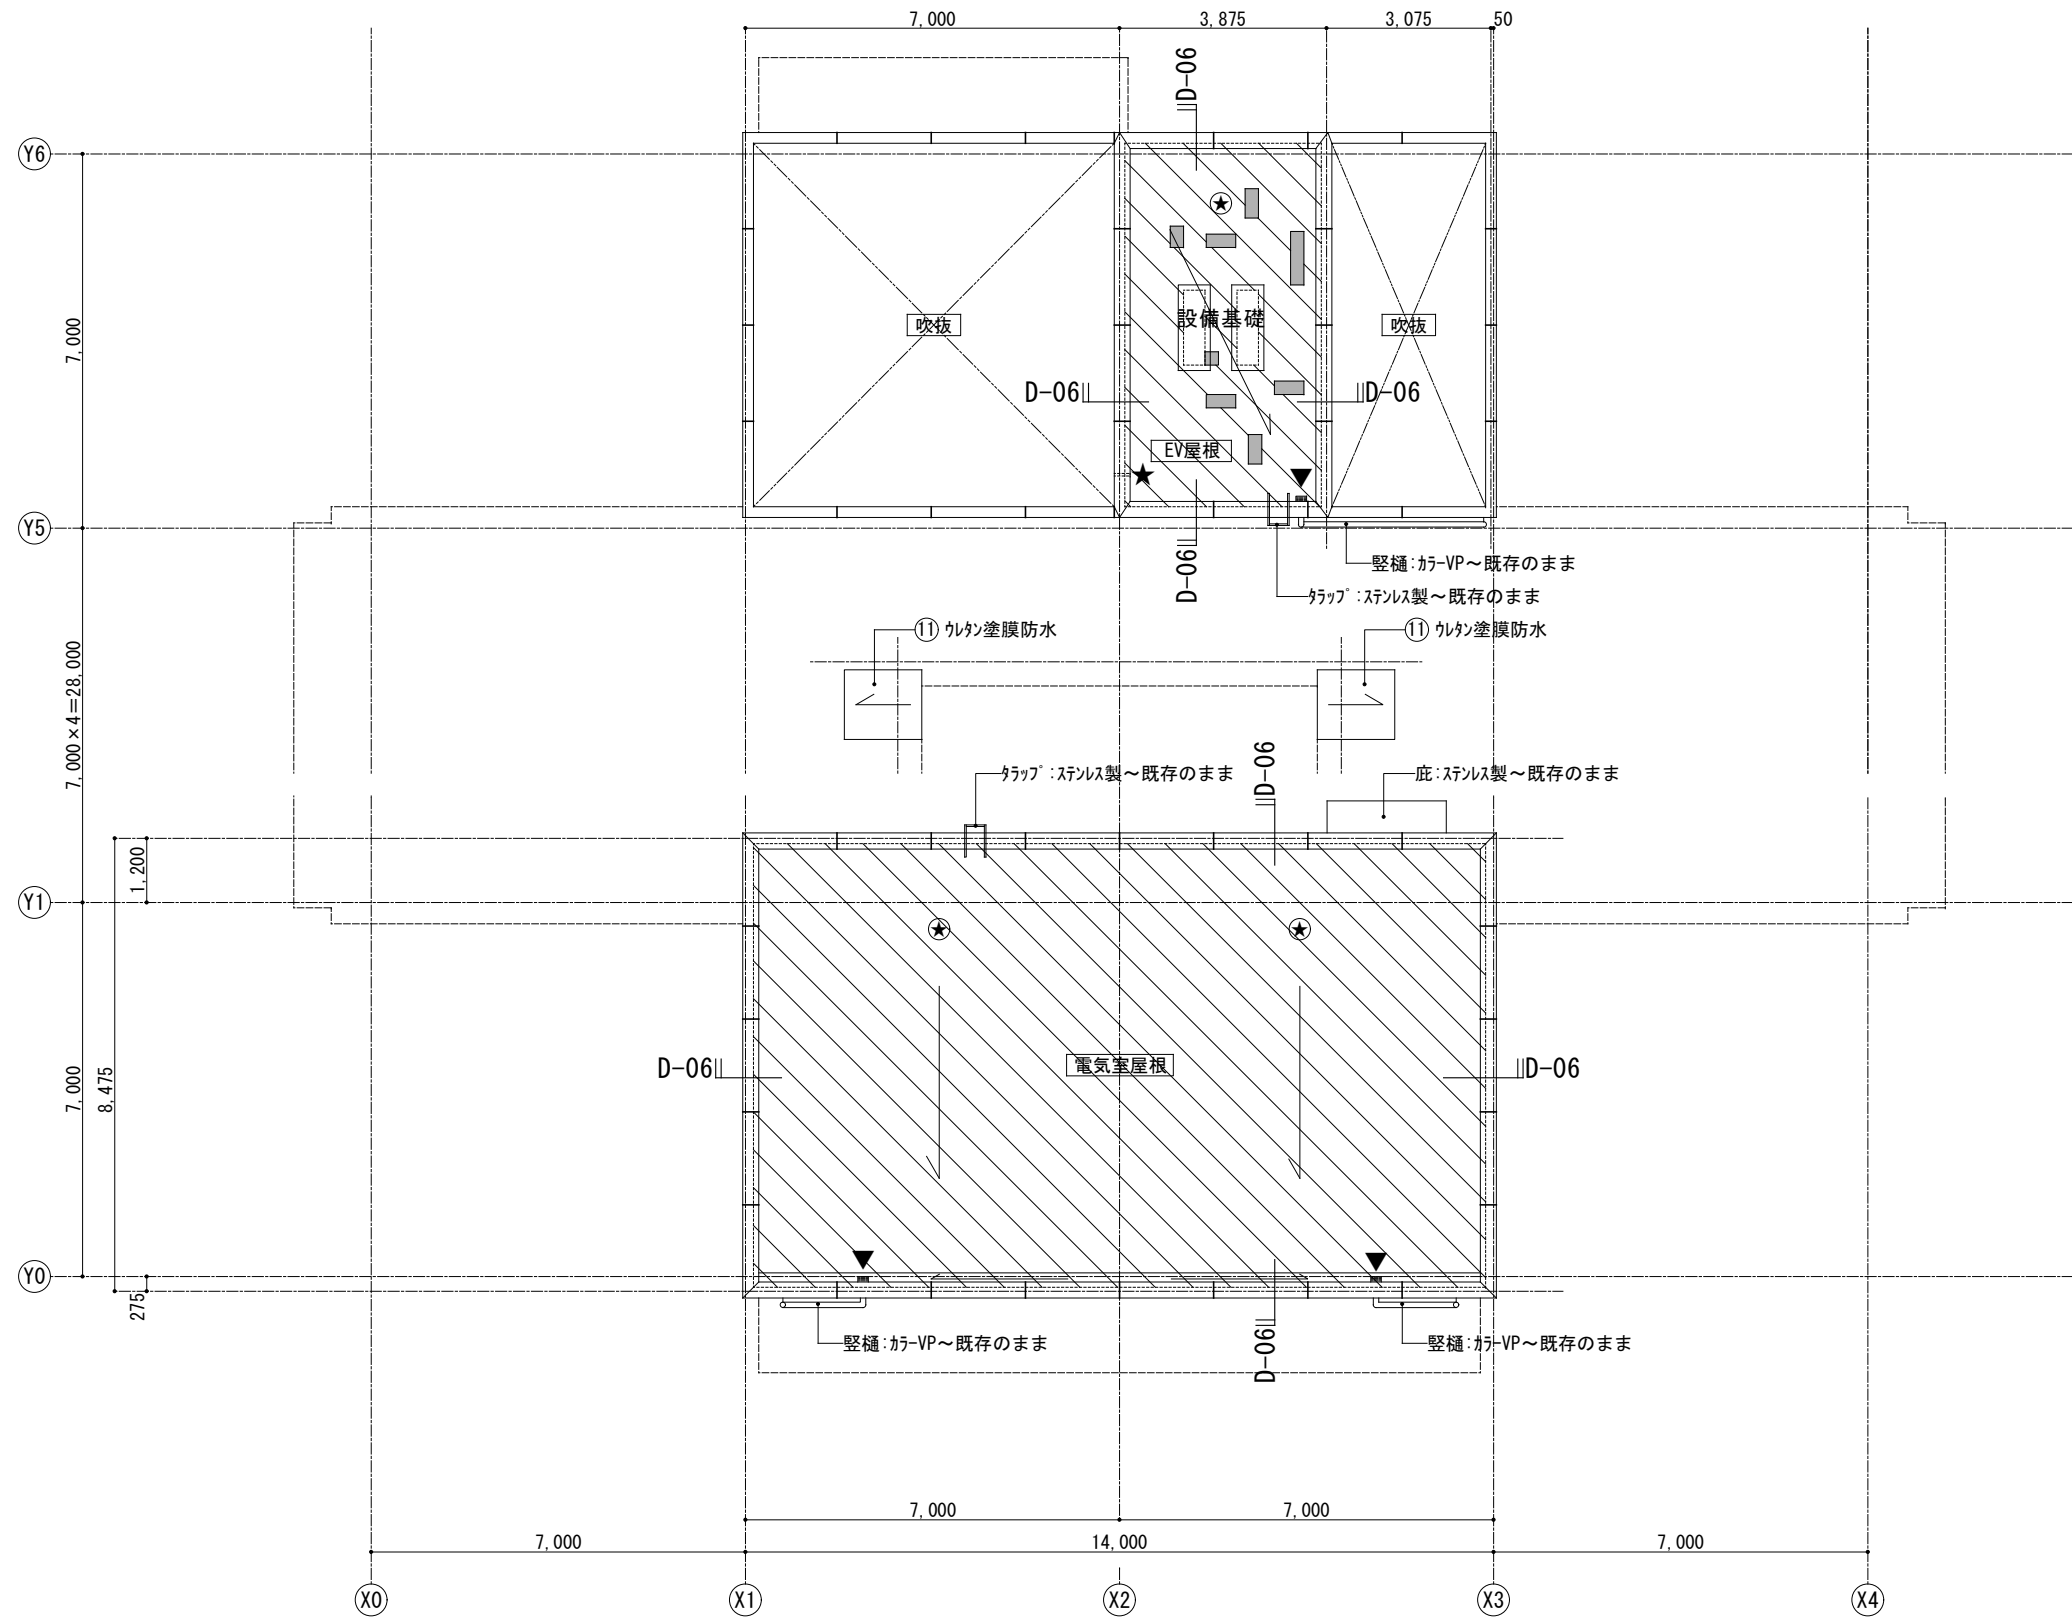 7,000
3,875
3,075
50
D-06
Y6
7,000
吹抜
設備基礎
吹抜
D-06
D-06
EV屋根
Y5
D-06
竪樋:カラーVP～既存のまま
タラップ:ステンレス製～既存のまま
⑪ ウレタン塗膜防水
⑪ ウレタン塗膜防水
7,000×4=28,000
タラップ:ステンレス製～既存のまま
D-06
庇:ステンレス製～既存のまま
1,200
Y1
D-06
電気室屋根
D-06
7,000
8,475
Y0
275
竪樋:カラーVP～既存のまま
D-06
竪樋:カラーVP～既存のまま
7,000
7,000
7,000
14,000
7,000
X0
X1
X2
X3
X4